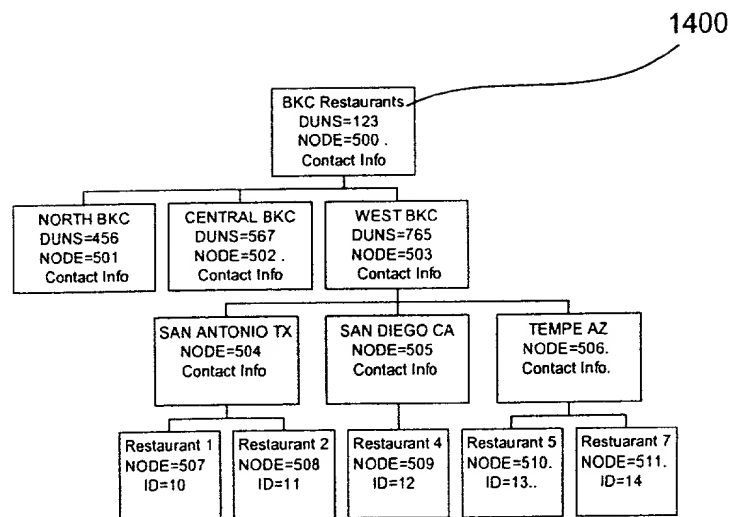 1400
BKC Restaurants
DUNS=123
NODE=500 .
Contact Info
NORTH BKC
DUNS=456
NODE=501
Contact Info
CENTRAL BKC
DUNS=567
NODE=502 .
Contact Info
WEST BKC
DUNS=765
NODE=503
Contact Info
SAN ANTONIO TX
NODE=504
Contact Info
SAN DIEGO CA
NODE=505
Contact Info
TEMPE AZ
NODE=506.
Contact Info.
Restaurant 1
NODE=507
ID=10
Restaurant 2
NODE=508
ID=11
Restaurant 4
NODE=509
ID=12
Restaurant 5
NODE=510.
ID=13..
Restuarant 7
NODE=511.
ID=14